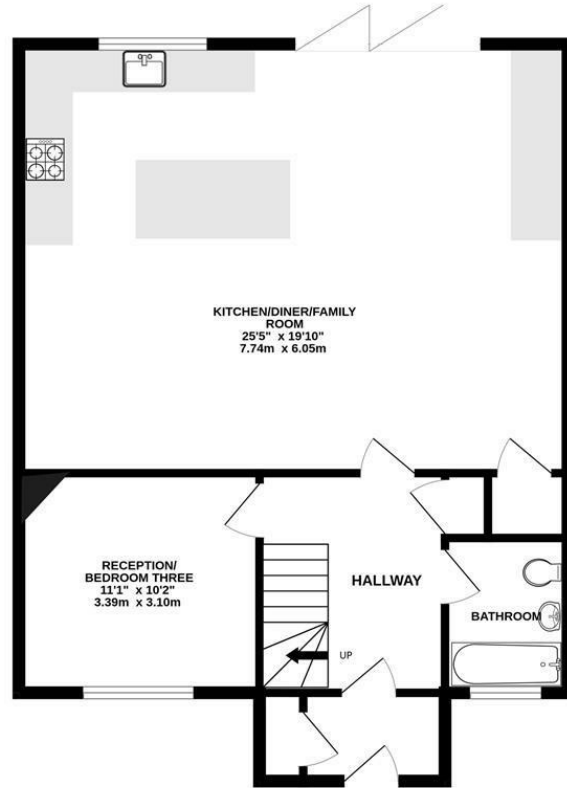 KITCHEN/DINER/FAMILY
ROOM
25'5" x 19'10"
7.74m x 6.05m
RECEPTION/
BEDROOM THREE
11'1" x 10'2"
3.39m x 3.10m
HALLWAY
BATHROOM
UP